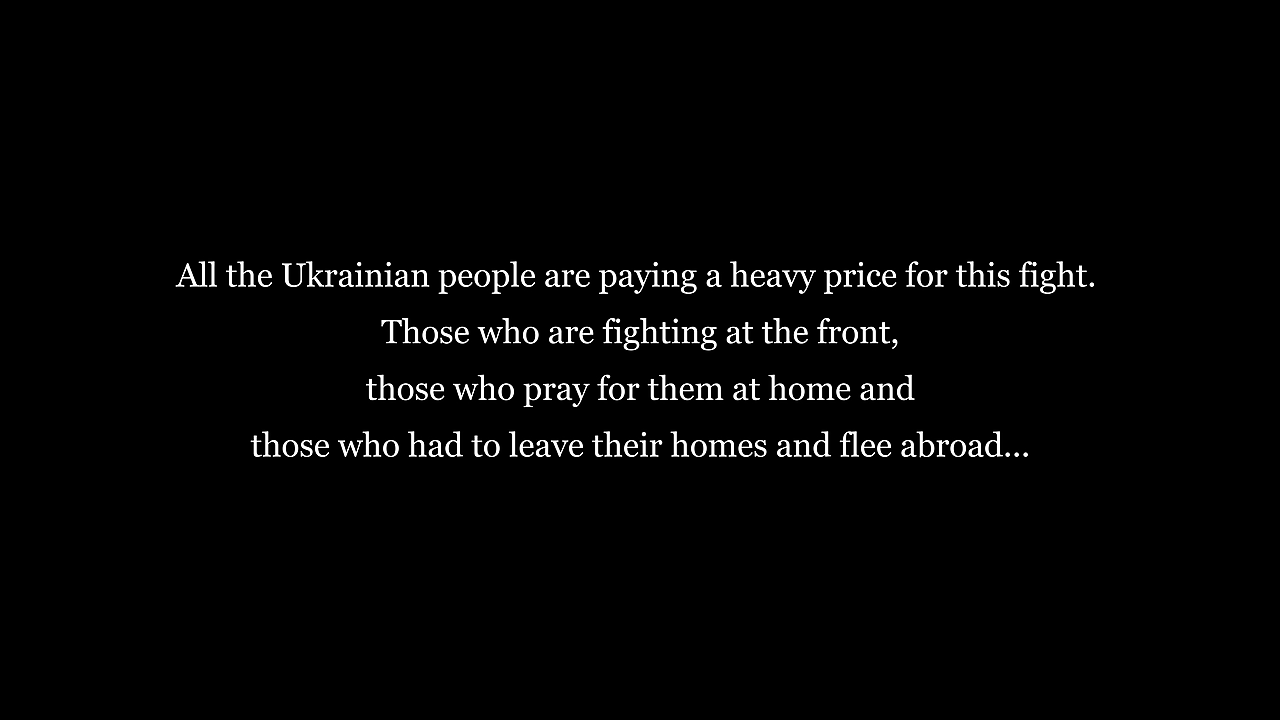 All the Ukrainian people are paying a heavy price for this fight.
Those who are fighting at the front,
those who pray for them at home and
those who had to leave their homes and flee abroad...